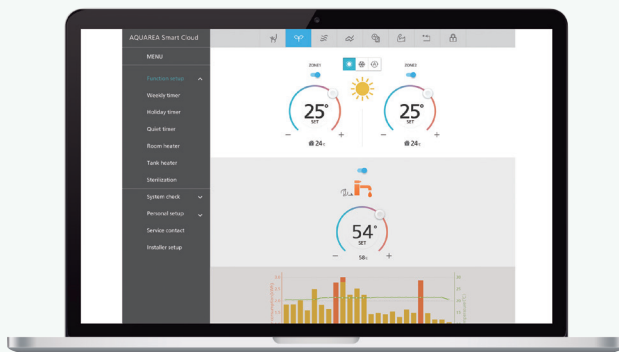 AQUAREA Smart Cloud
MENU
Function setup
Weekly timer
Holiday timer
Quiet timer
Room heater
Tank heater
Sterilization
System check
Personal setup
Service contact
Installer setup
ZONE1
ZONE2
25°
SET
24
25°
SET
24
− +
− +
54°
SET
− +
58